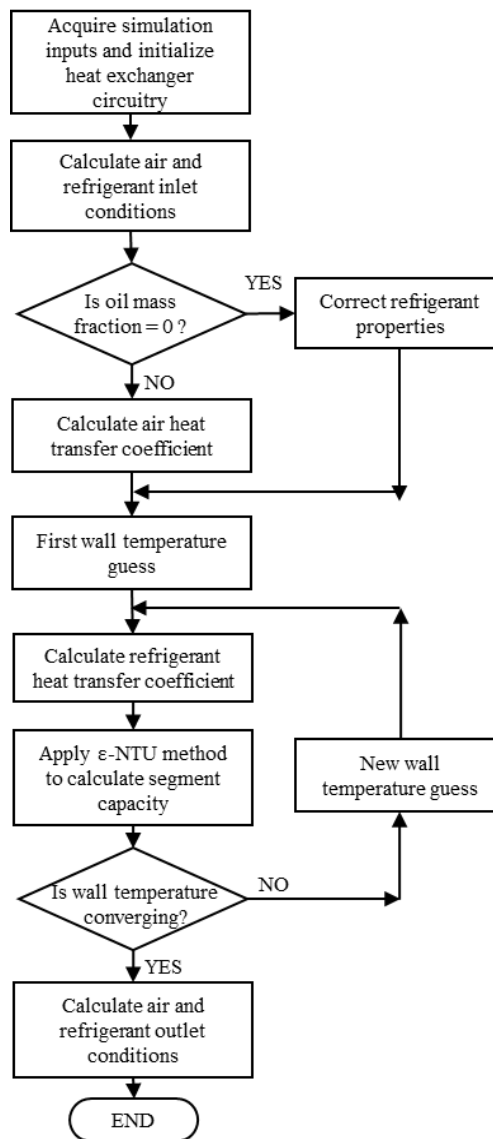 Acquire simulation
inputs and initialize
heat exchanger
circuitry
Calculate air and
refrigerant inlet
conditions
Is oil mass
fraction = 0 ?
YES
Correct refrigerant
properties
NO
Calculate air heat
transfer coefficient
First wall temperature
guess
Calculate refrigerant
heat transfer coefficient
Apply ε-NTU method
to calculate segment
capacity
New wall
temperature guess
Is wall temperature
converging?
NO
YES
Calculate air and
refrigerant outlet
conditions
END